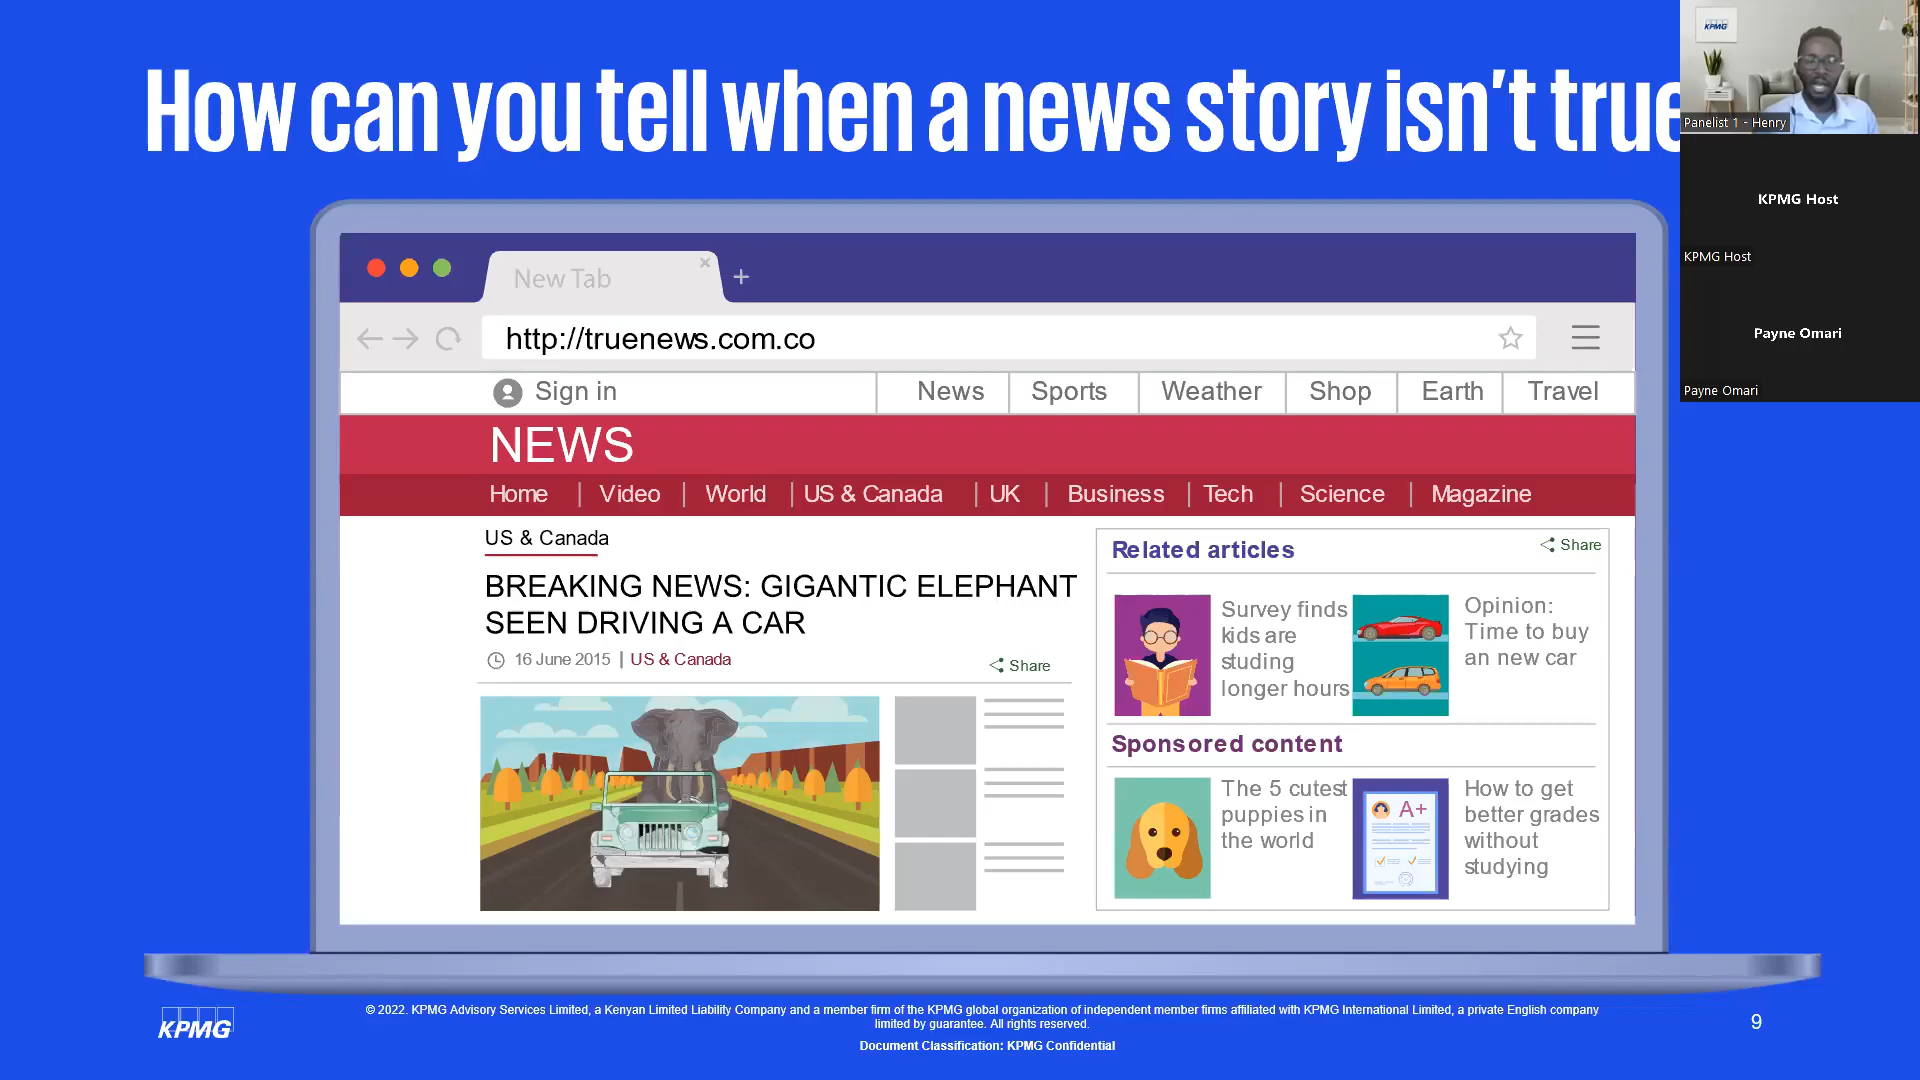 How can you tell when a news story isn't true
KPMG
Panelist 1 - Henry
KPMG Host
KPMG Host
Payne Omari
Payne Omari
New Tab
http://truenews.com.co
Sign in
News
Sports
Weather
Shop
Earth
Travel
NEWS
Home | Video | World | US & Canada | UK | Business | Tech | Science | Magazine
US & Canada
BREAKING NEWS: GIGANTIC ELEPHANT
SEEN DRIVING A CAR
16 June 2015 | US & Canada
Share
Related articles
Share
Survey finds
kids are
studing
longer hours
Opinion:
Time to buy
an new car
Sponsored content
The 5 cutest
puppies in
the world
A+
How to get
better grades
without
studying
KPMG
© 2022. KPMG Advisory Services Limited, a Kenyan Limited Liability Company and a member firm of the KPMG global organization of independent member firms affiliated with KPMG International Limited, a private English company
limited by guarantee. All rights reserved.
Document Classification: KPMG Confidential
9